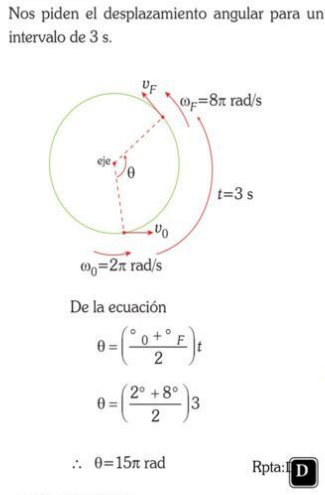 Nos piden el desplazamiento angular para un
intervalo de 3 s.
v_F
ω_F=8π rad/s
eje
θ
t=3 s
v_0
ω_0=2π rad/s
De la ecuación
θ = (° 0 + ° F / 2) t
θ = (2° + 8° / 2) 3
∴ θ=15π rad
Rpta: D